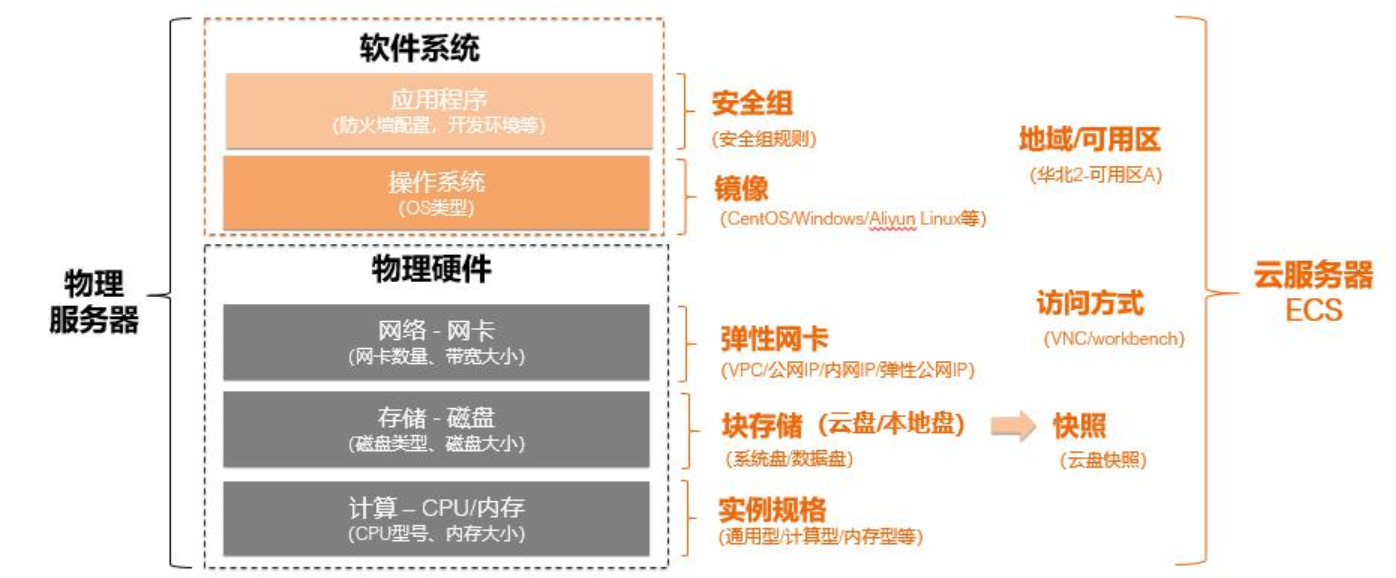 物理
服务器
软件系统
应用程序
(防火墙配置，开发环境等)
操作系统
(OS类型)
物理硬件
网络 - 网卡
(网卡数量、带宽大小)
存储 - 磁盘
(磁盘类型、磁盘大小)
计算 – CPU/内存
(CPU型号、内存大小)
安全组
(安全组规则)
镜像
(CentOS/Windows/Aliyun Linux等)
弹性网卡
(VPC/公网IP/内网IP/弹性公网IP)
块存储（云盘/本地盘）
(系统盘/数据盘)
快照
(云盘快照)
实例规格
(通用型/计算型/内存型等)
地域/可用区
(华北2-可用区A)
访问方式
(VNC/workbench)
云服务器
ECS